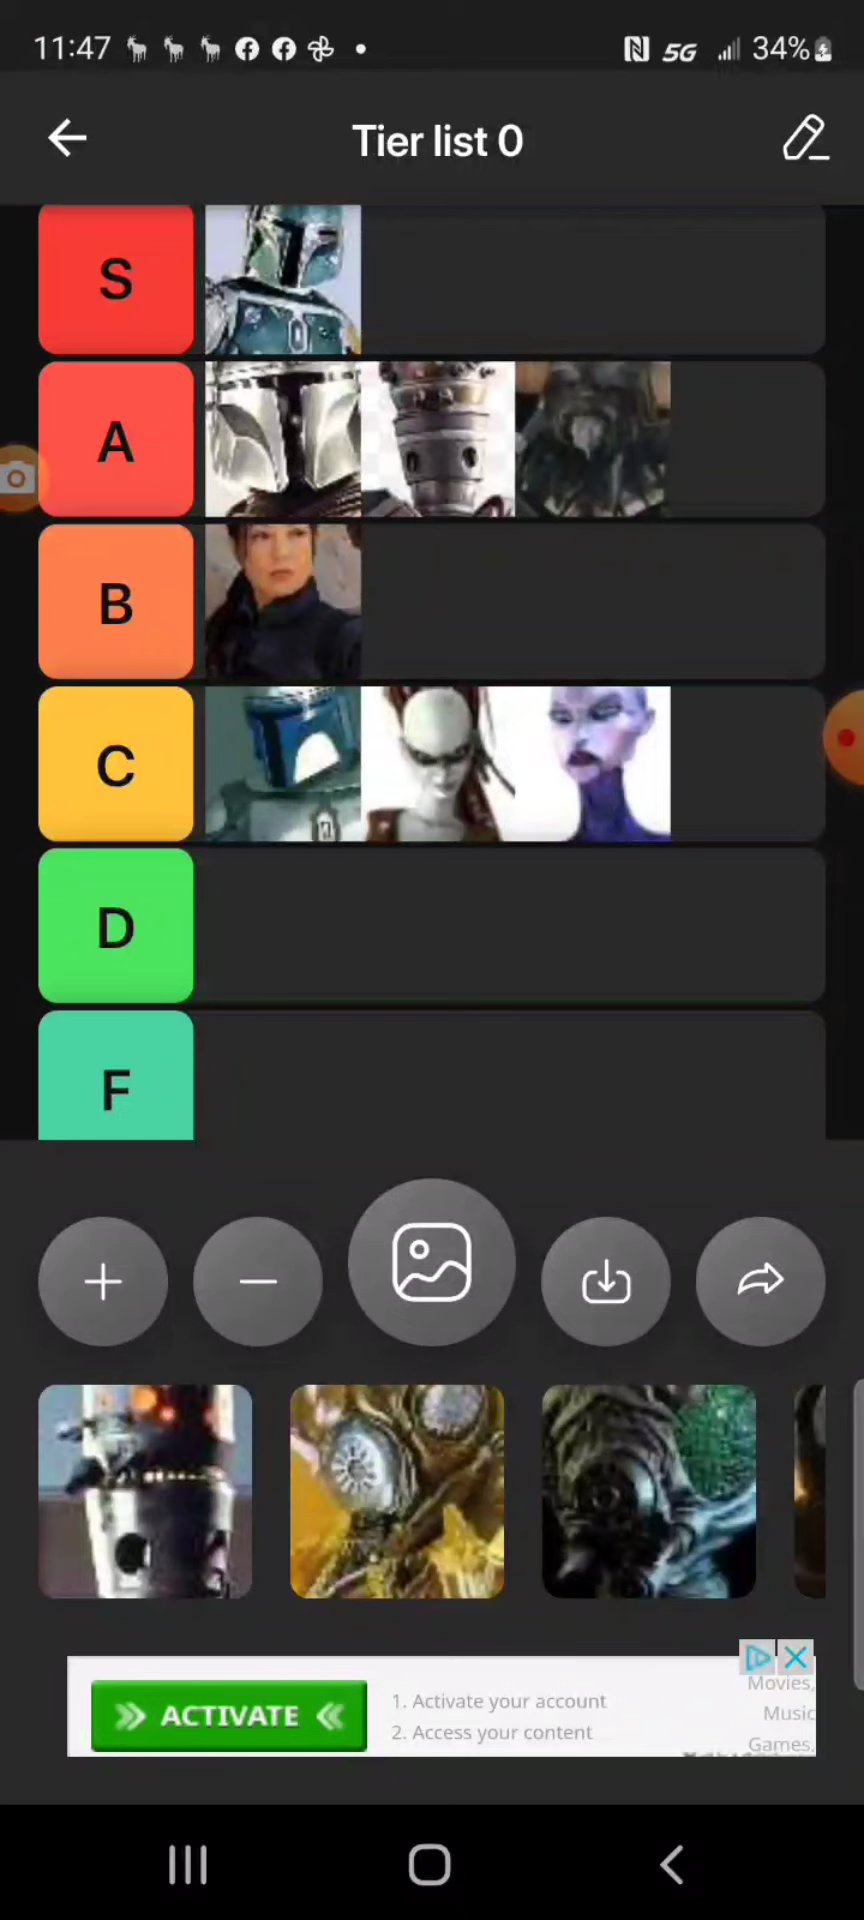 11:47 5G 34%
Tier list 0
S
A
B
C
D
F
ACTIVATE
1. Activate your account
2. Access your content
Movies,
Music
Games,